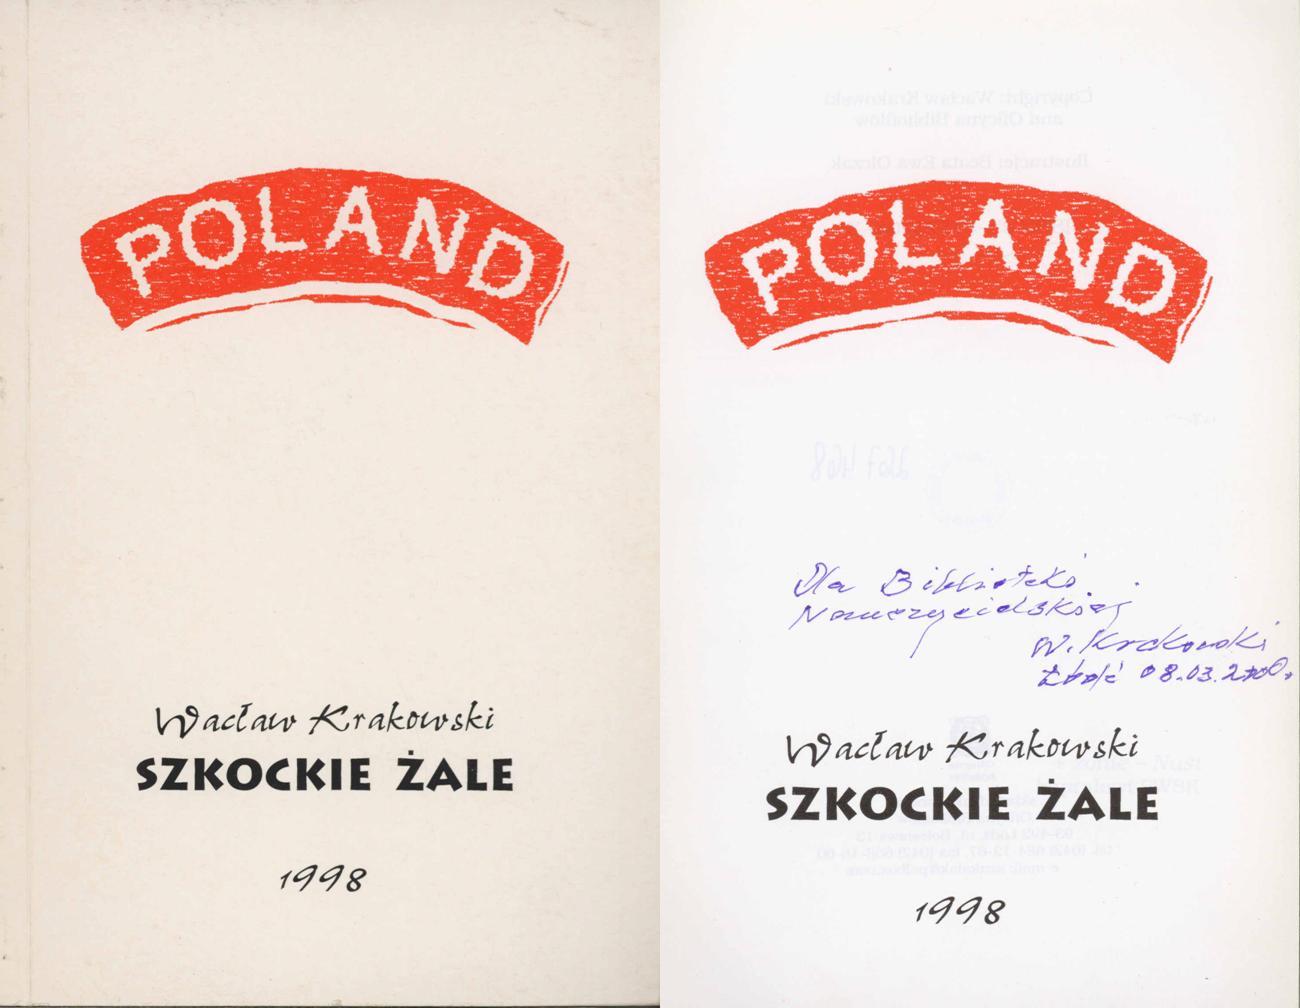 POLAND
Wacław Krakowski
SZKOCKIE ŻALE
1998
POLAND
Dla Biblioteki
Nauczycielskiej
W. Krakowski
08.03.2000.
Wacław Krakowski
SZKOCKIE ŻALE
1998